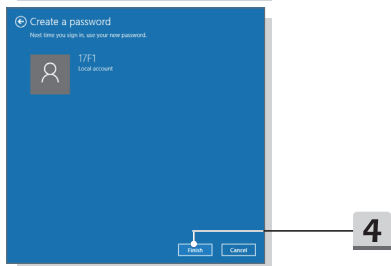 Create a password
Next time you sign in, use your new password.
17F1
Local account
Finish Cancel
4